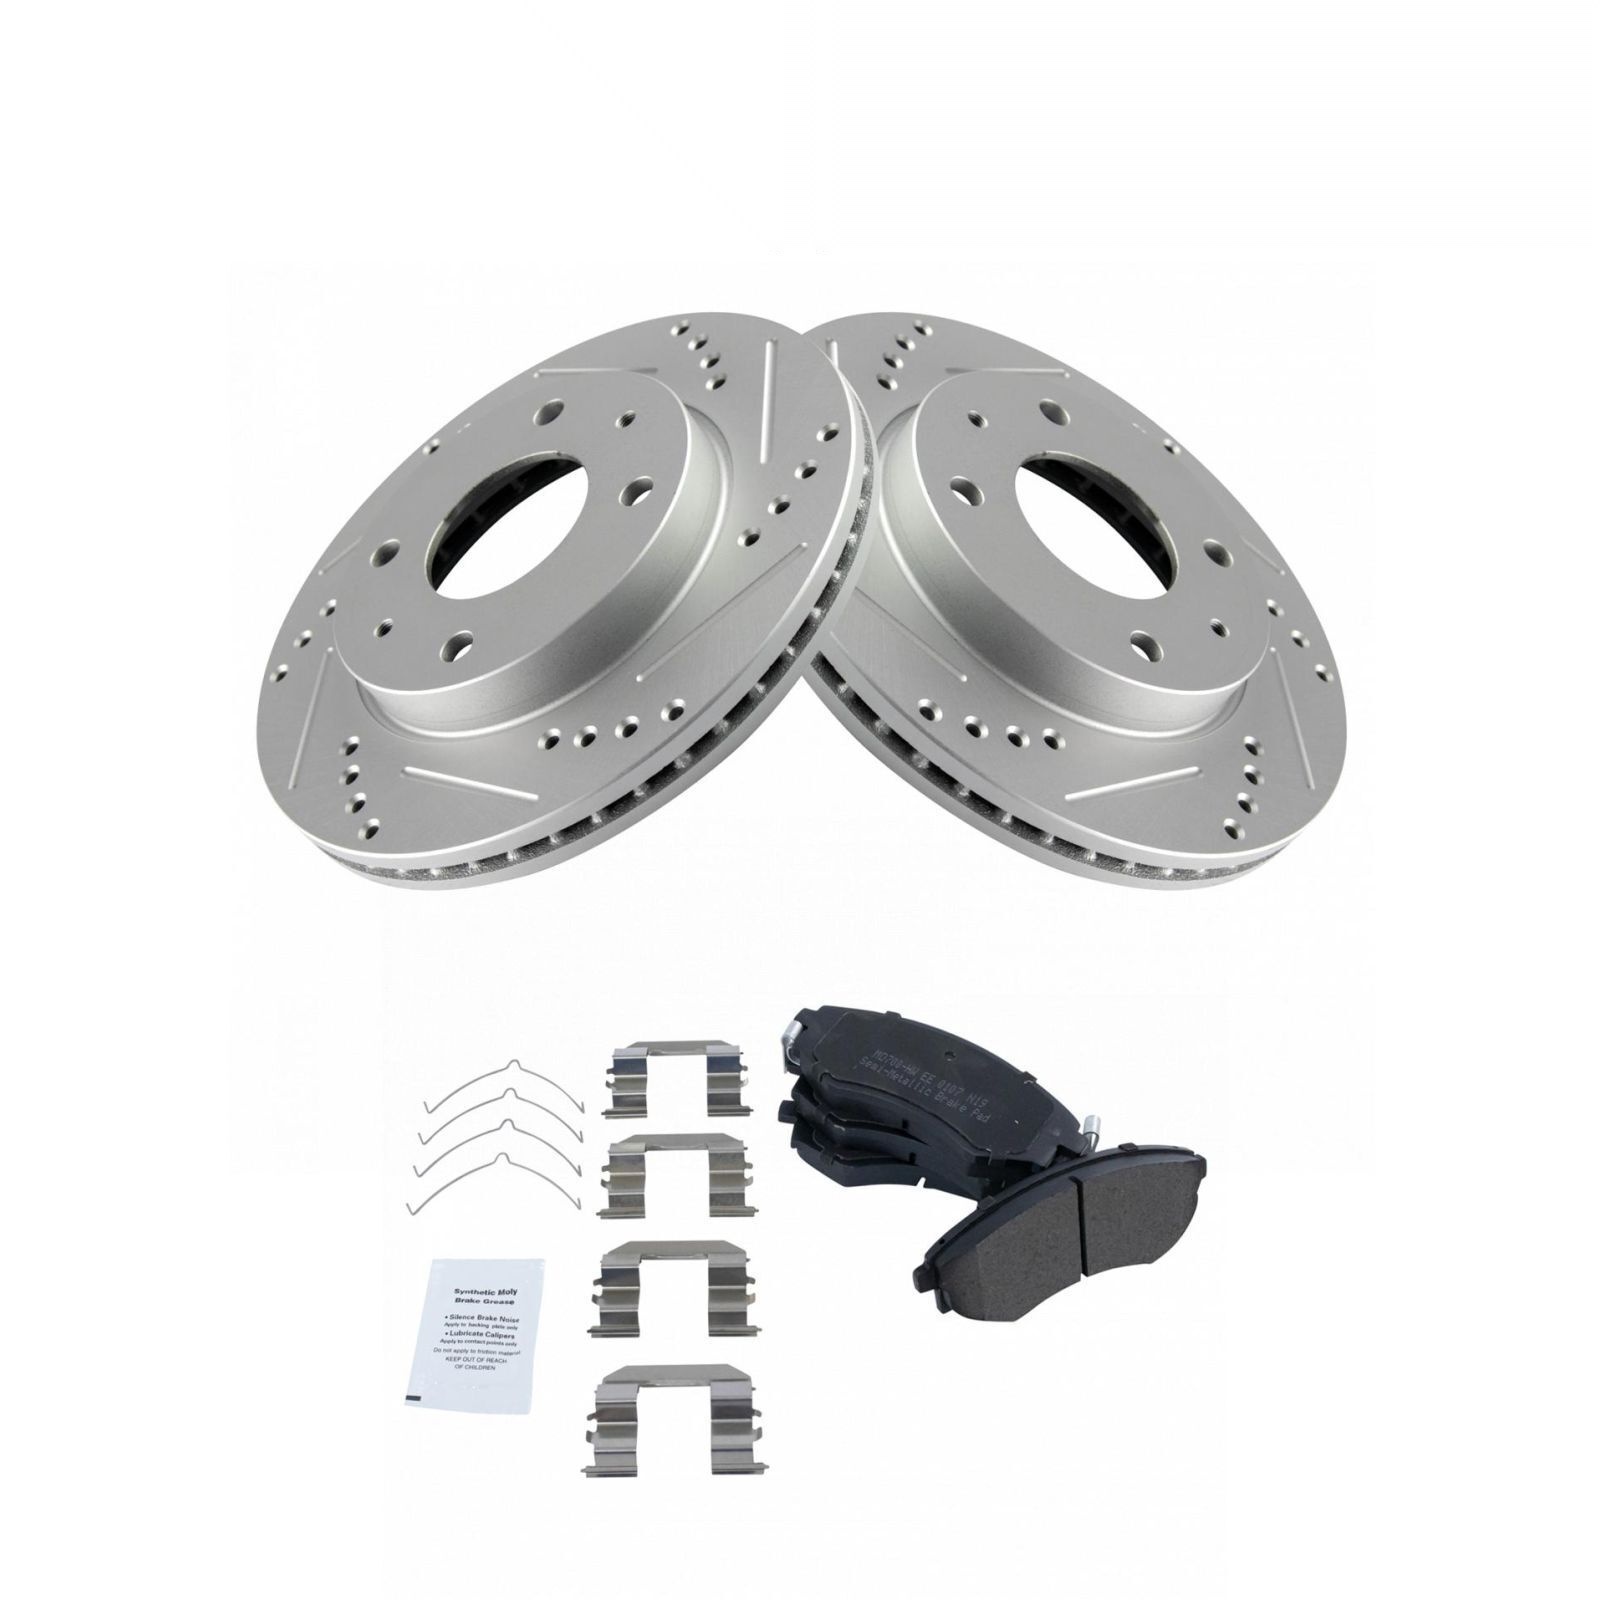 MD700-HW EE 0107 N19
Semi-Metallic Brake Pad
Synthetic Moly
Brake Grease
• Silence Brake Noise
Apply to backing plate only
• Lubricate Calipers
Apply to contact points only
Do not apply to friction material
KEEP OUT OF REACH
OF CHILDREN